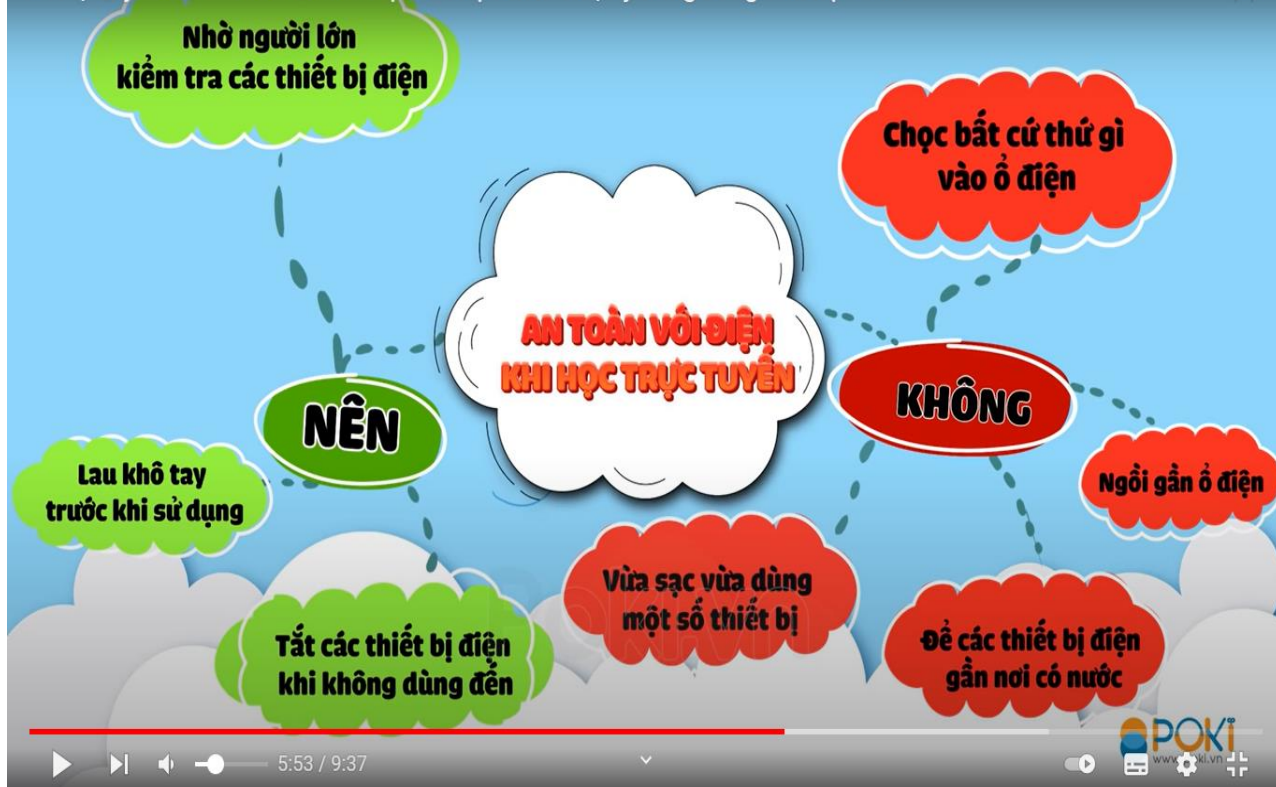 Nhờ người lớn
kiểm tra các thiết bị điện
Chọc bất cứ thứ gì
vào ổ điện
AN TOÀN VỚI ĐIỆN
KHI HỌC TRỰC TUYẾN
NÊN
KHÔNG
Lau khô tay
trước khi sử dụng
Ngồi gần ổ điện
Vừa sạc vừa dùng
một số thiết bị
Tắt các thiết bị điện
khi không dùng đến
Để các thiết bị điện
gần nơi có nước
POKI
5:53 / 9:37